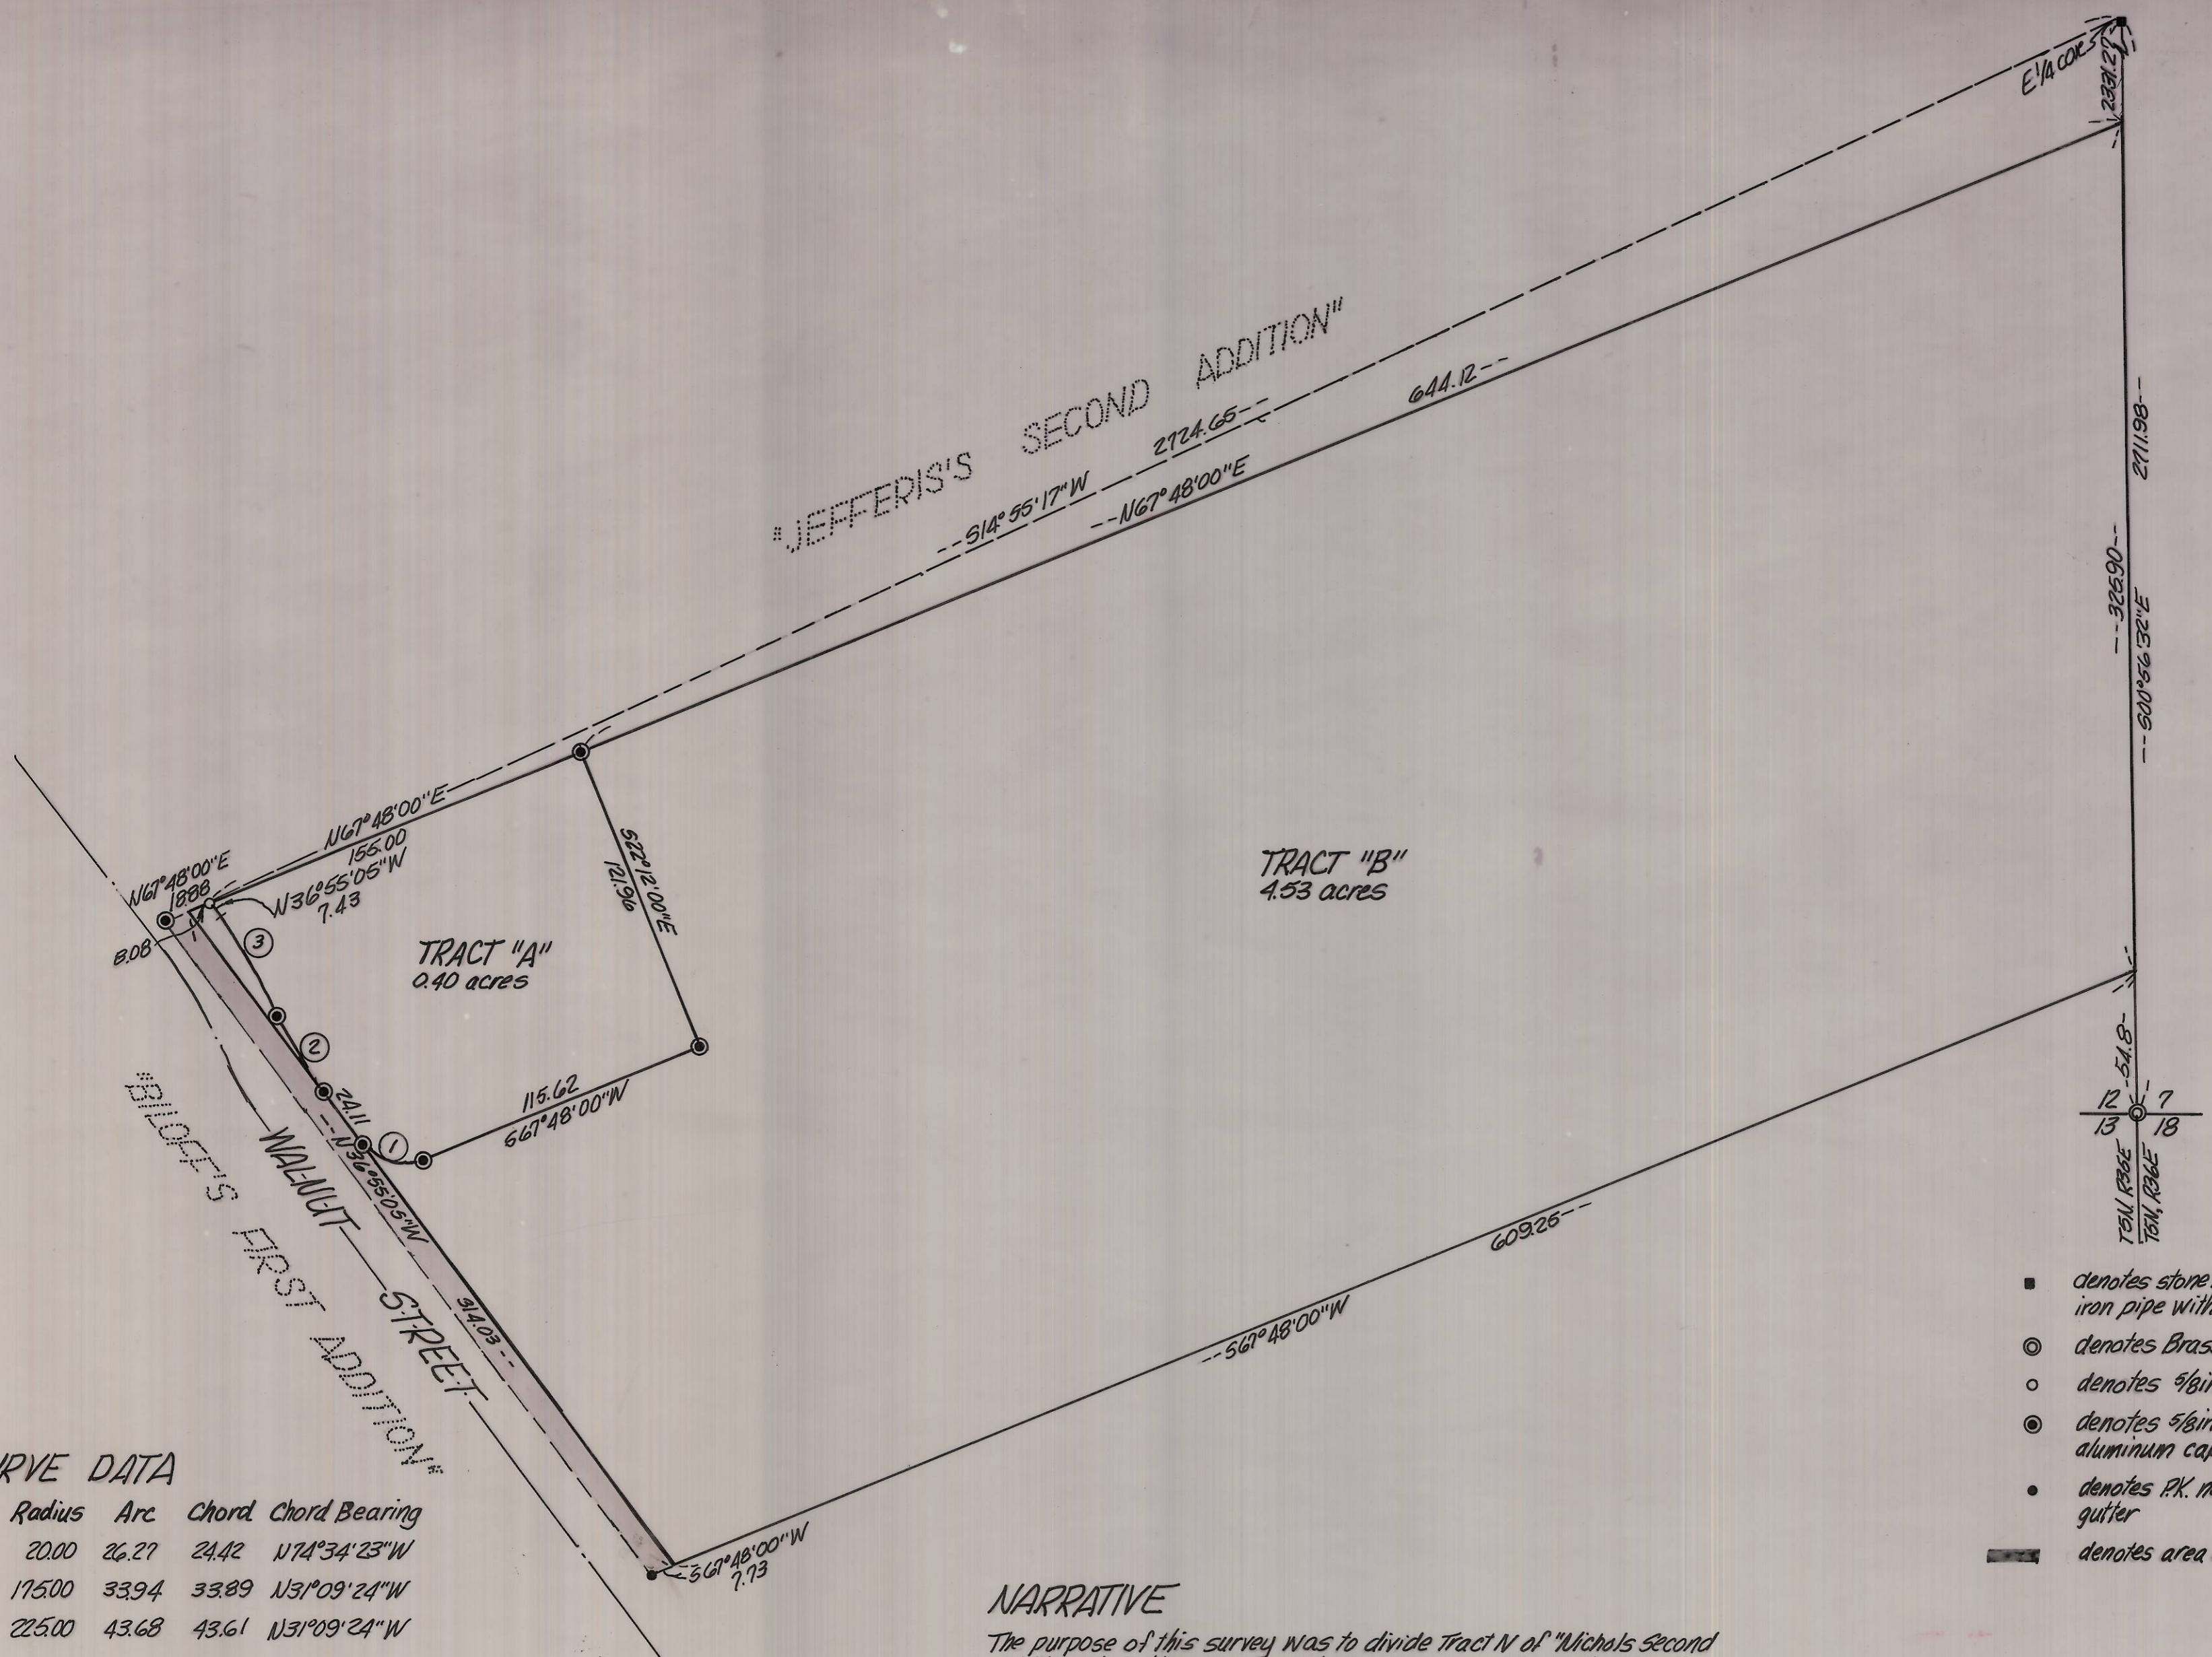 E 1/4 COR.
2331.27
"JEFFERIS'S SECOND ADDITION"
644.12--
2724.65--
--S14°55'17"W
--N67°48'00"E
2711.98--
--325.90--
--S00°56'32"E
N67°48'00"E
155.00
N36°55'05"W
7.43
N67°48'00"E
18.88
8.08
S22°12'00"E
121.96
TRACT "A"
0.40 acres
TRACT "B"
4.53 acres
3
2
1
24.11
115.62
S67°48'00"W
--N36°55'05"W
314.03--
WALNUT STREET
"BILOFF'S FIRST ADDITION"
609.25--
--S67°48'00"W
S67°48'00"W
7.73
-54.8-
12 7
13 18
T5N, R35E
T5N, R36E
denotes stone
iron pipe with
denotes Bras
denotes 5/8in
denotes 5/8in
aluminum cap
denotes P.K. n
gutter
denotes area
RVE DATA
Radius Arc Chord Chord Bearing
20.00 26.27 24.42 N74°34'23"W
175.00 33.94 33.89 N31°09'24"W
225.00 43.68 43.61 N31°09'24"W
NARRATIVE
The purpose of this survey was to divide Tract N of "Nichols Second